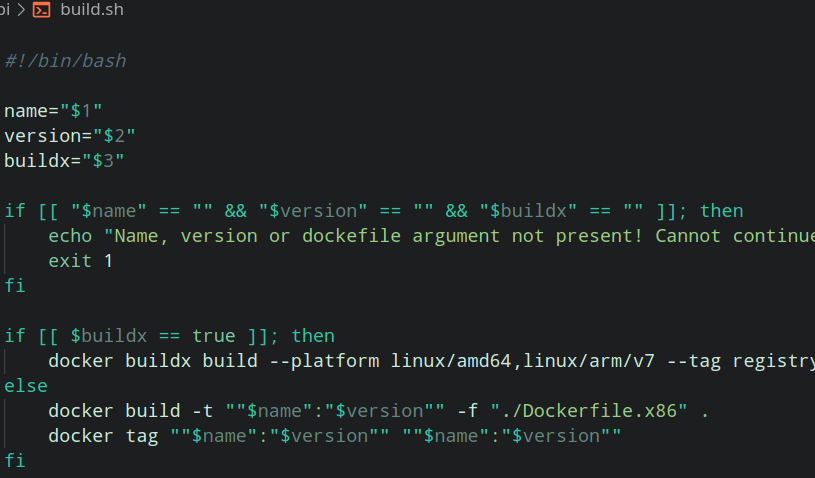 pi > build.sh
#!/bin/bash
name="$1"
version="$2"
buildx="$3"
if [[ "$name" == "" && "$version" == "" && "$buildx" == "" ]]; then
echo "Name, version or dockefile argument not present! Cannot continue
exit 1
fi
if [[ $buildx == true ]]; then
docker buildx build --platform linux/amd64,linux/arm/v7 --tag registry
else
docker build -t ""$name":"$version"" -f "./Dockerfile.x86" .
docker tag ""$name":"$version"" ""$name":"$version""
fi